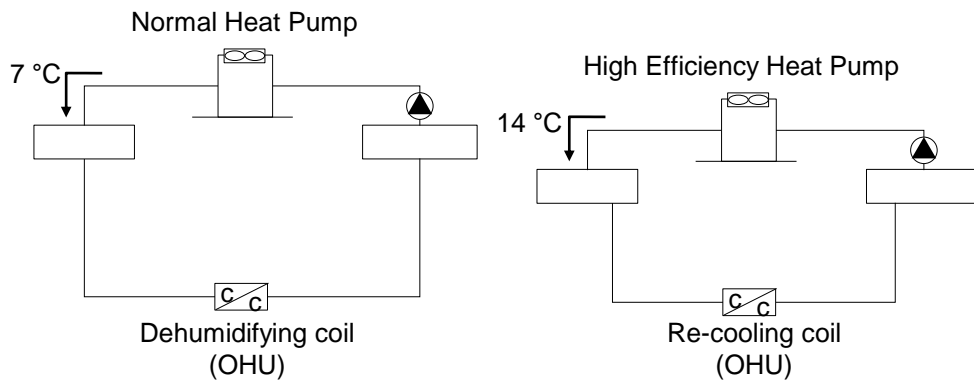 Normal Heat Pump
7 °C
C
C
Dehumidifying coil
(OHU)
High Efficiency Heat Pump
14 °C
C
C
Re-cooling coil
(OHU)